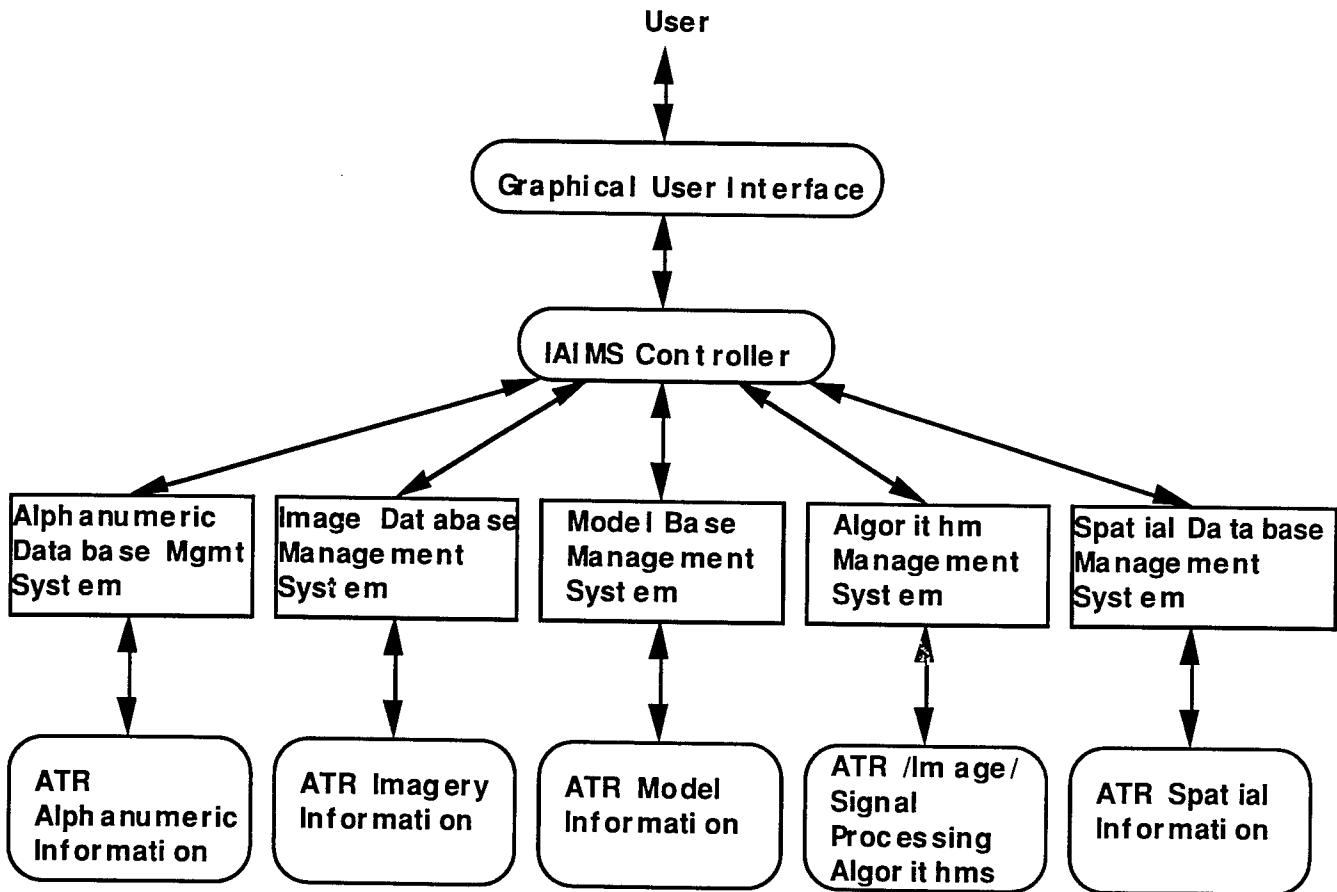 User
Graphical User Interface
IAIMS Controller
Alphanumeric
Database Mgmt
System
Image Database
Management
System
Model Base
Management
System
Algorithm
Management
System
Spatial Database
Management
System
ATR
Alphanumeric
Information
ATR Imagery
Information
ATR Model
Information
ATR /Image/
Signal
Processing
Algorithms
ATR Spatial
Information